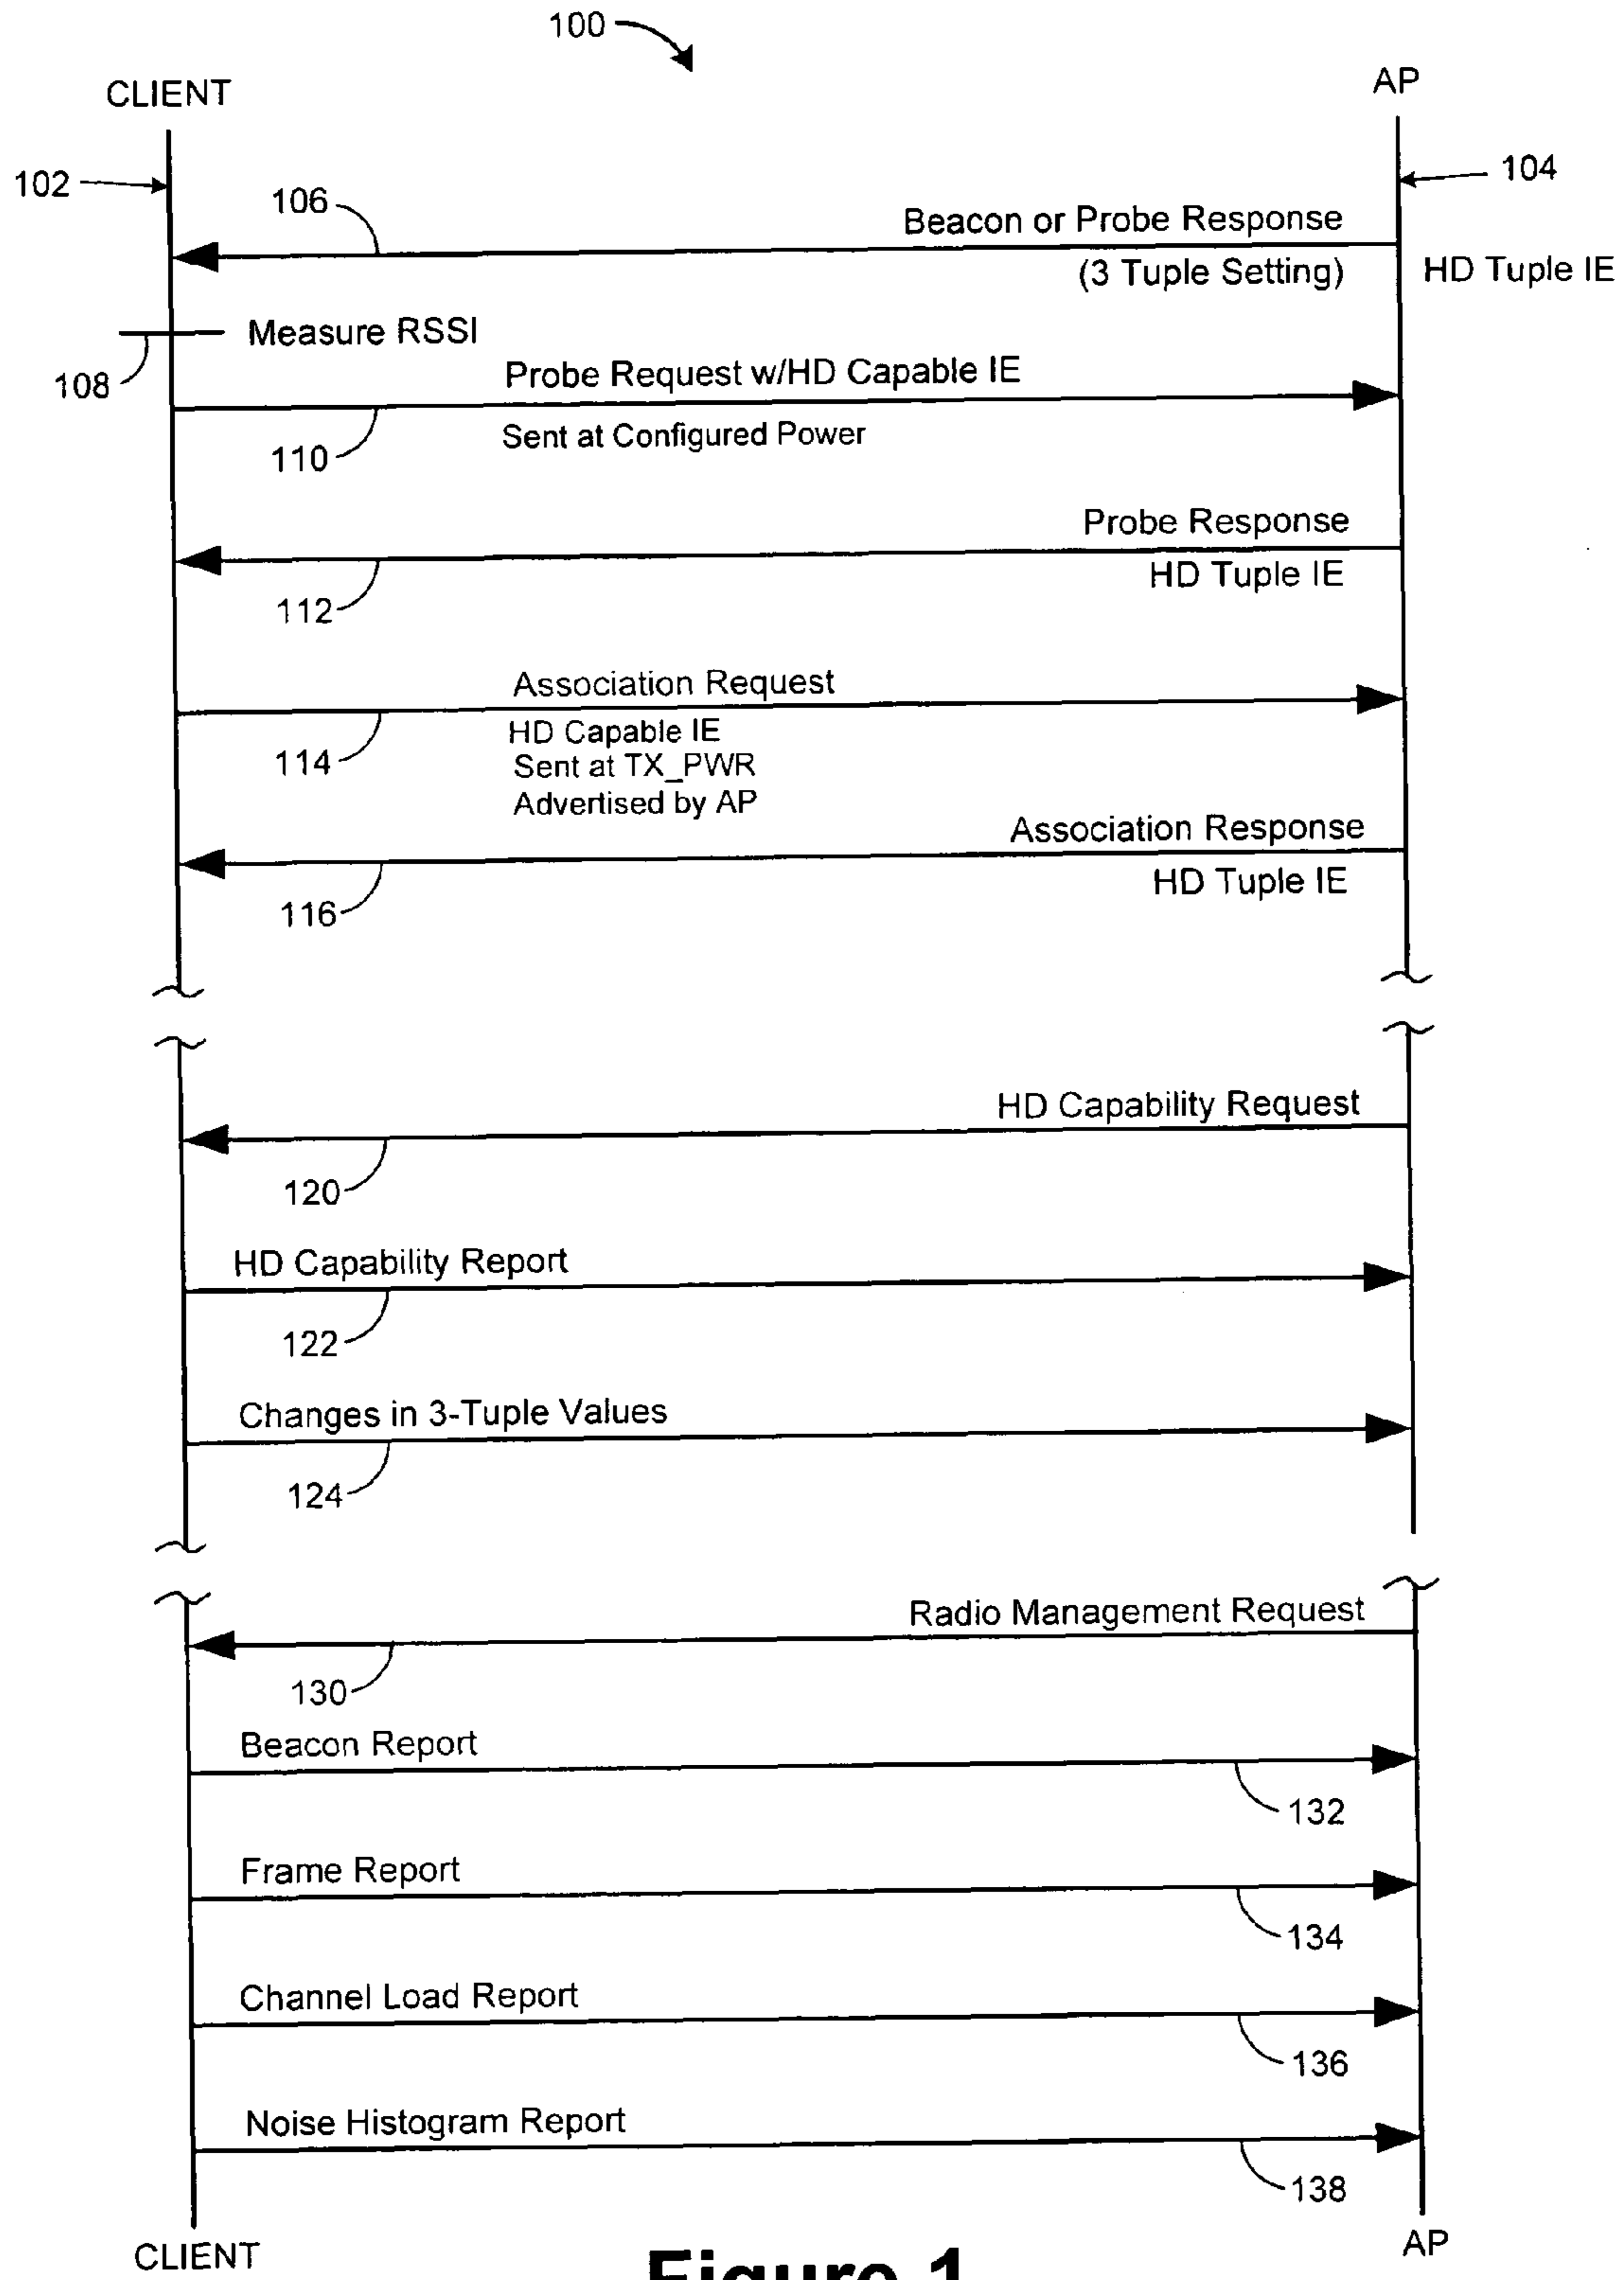 100
CLIENT
AP
102
104
106
Beacon or Probe Response
(3 Tuple Setting)
HD Tuple IE
Measure RSSI
108
Probe Request w/HD Capable IE
Sent at Configured Power
110
Probe Response
HD Tuple IE
112
Association Request
HD Capable IE
Sent at TX_PWR
Advertised by AP
114
Association Response
HD Tuple IE
116
HD Capability Request
120
HD Capability Report
122
Changes in 3-Tuple Values
124
Radio Management Request
130
Beacon Report
132
Frame Report
134
Channel Load Report
136
Noise Histogram Report
138
CLIENT
AP
Figure 1